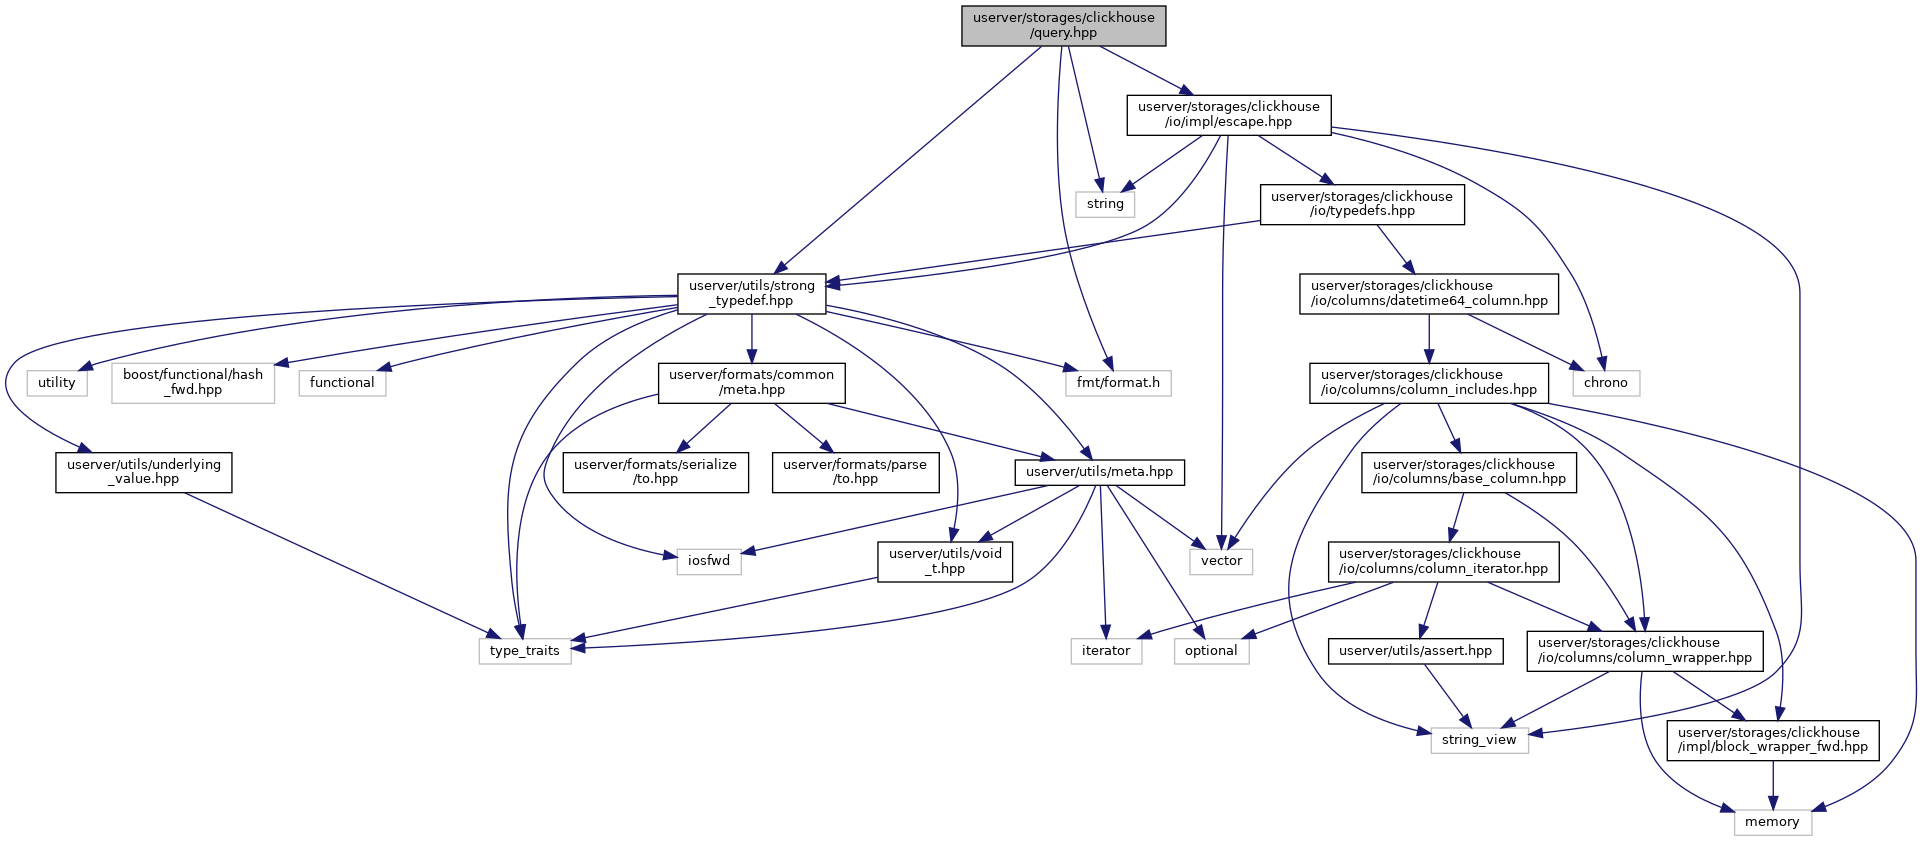 userver/storages/clickhouse
/query.hpp
userver/storages/clickhouse
/io/impl/escape.hpp
string
userver/storages/clickhouse
/io/typedefs.hpp
userver/utils/strong
_typedef.hpp
userver/storages/clickhouse
/io/columns/datetime64_column.hpp
utility
boost/functional/hash
_fwd.hpp
functional
userver/formats/common
/meta.hpp
fmt/format.h
userver/storages/clickhouse
/io/columns/column_includes.hpp
chrono
userver/utils/underlying
_value.hpp
userver/formats/serialize
/to.hpp
userver/formats/parse
/to.hpp
userver/utils/meta.hpp
userver/storages/clickhouse
/io/columns/base_column.hpp
iosfwd
userver/utils/void
_t.hpp
vector
userver/storages/clickhouse
/io/columns/column_iterator.hpp
type_traits
iterator
optional
userver/utils/assert.hpp
userver/storages/clickhouse
/io/columns/column_wrapper.hpp
string_view
userver/storages/clickhouse
/impl/block_wrapper_fwd.hpp
memory